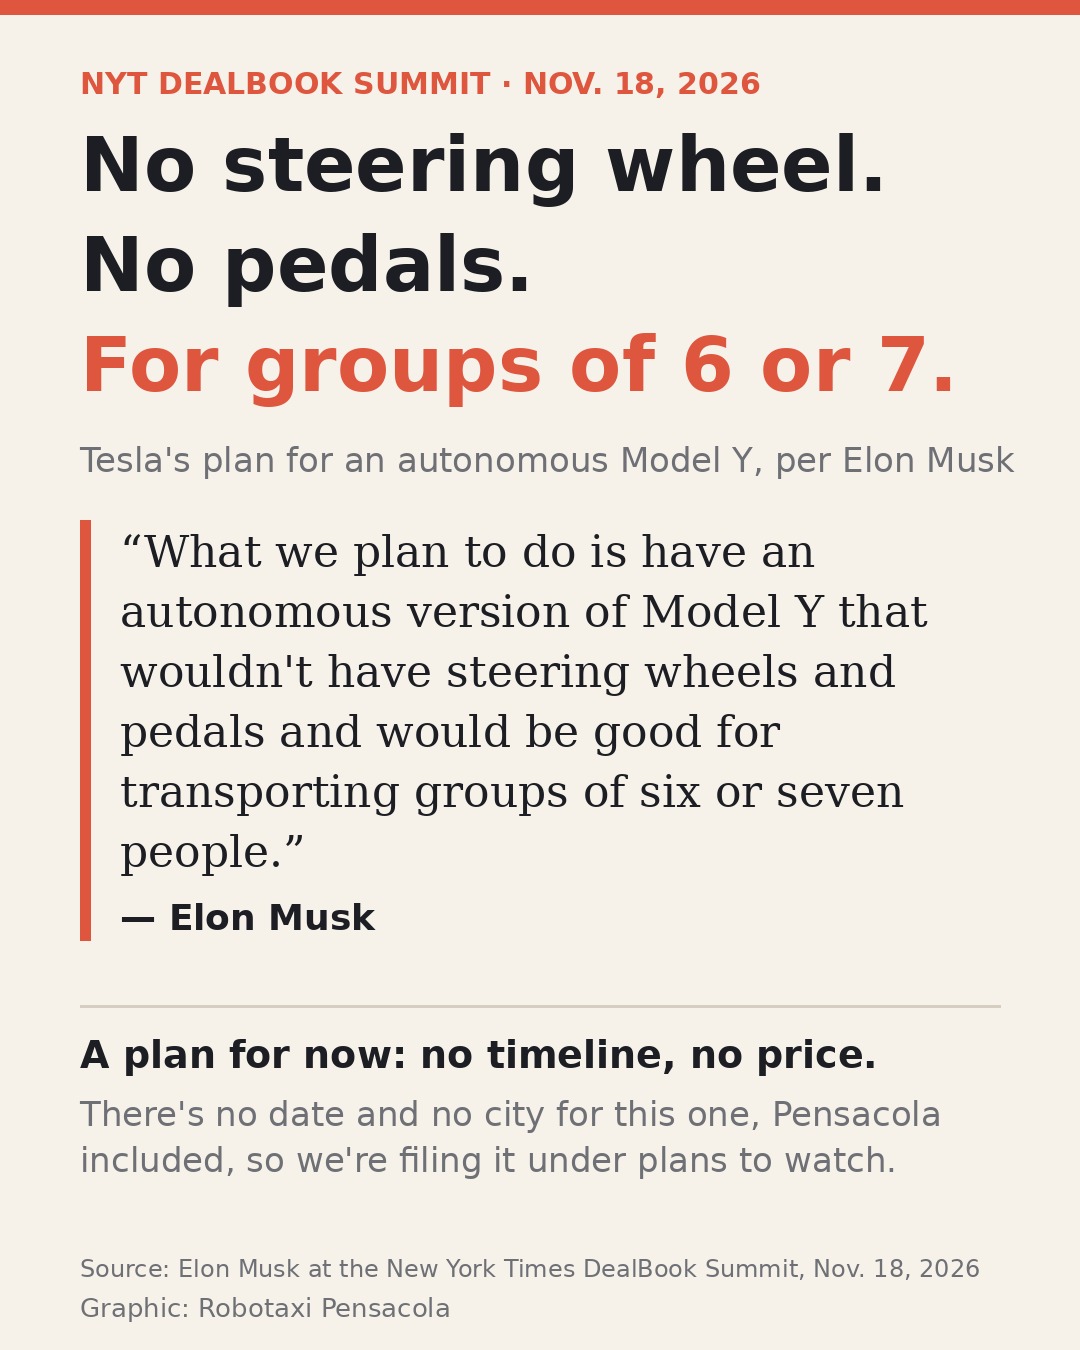 NYT DEALBOOK SUMMIT · NOV. 18, 2026
No steering wheel.
No pedals.
For groups of 6 or 7.
Tesla's plan for an autonomous Model Y, per Elon Musk
“What we plan to do is have an
autonomous version of Model Y that
wouldn't have steering wheels and
pedals and would be good for
transporting groups of six or seven
people.”
— Elon Musk
A plan for now: no timeline, no price.
There's no date and no city for this one, Pensacola
included, so we're filing it under plans to watch.
Source: Elon Musk at the New York Times DealBook Summit, Nov. 18, 2026
Graphic: Robotaxi Pensacola